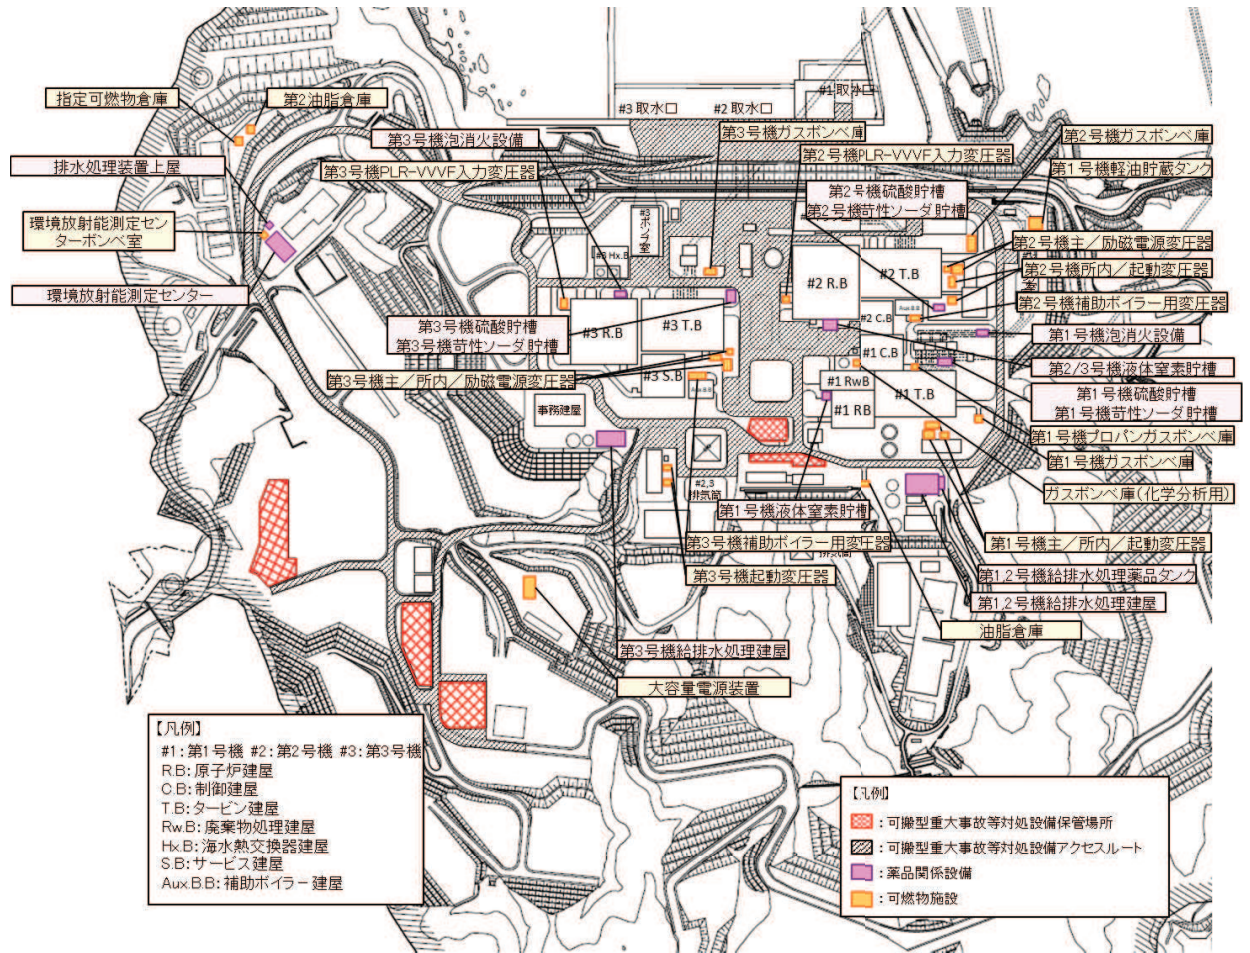 #1 取水口
#3 取水口
#2 取水口
指定可燃物倉庫
第2油脂倉庫
第3号機泡消火設備
第3号機ガスボンベ庫
第2号機ガスボンベ庫
排水処理装置上屋
第3号機PLR-VVVF入力変圧器
第2号機PLR-VVVF入力変圧器
第1号機軽油貯蔵タンク
第2号機硫酸貯槽
第2号機苛性ソーダ貯槽
環境放射能測定セン
ターボンベ室
#3
ポンプ
室
#3 Hx.B
第2号機主/励磁電源変圧器
第2号機所内/起動変圧器
室
#2 T.B
#2 R.B
環境放射能測定センター
第2号機補助ボイラー用変圧器
Aux.B.B
#2 C.B
第3号機硫酸貯槽
第3号機苛性ソーダ貯槽
#3 R.B
#3 T.B
第1号機泡消火設備
#1 C.B
第2/3号機液体窒素貯槽
第3号機主/所内/励磁電源変圧器
#3 S.B
Aux.B.B
#1 RwB
#1 T.B
第1号機硫酸貯槽
第1号機苛性ソーダ貯槽
事務建屋
#1 RB
第1号機プロパンガスボンベ庫
第1号機ガスボンベ庫
#2,3
排気筒
ガスボンベ庫(化学分析用)
第1号機液体窒素貯槽
第3号機補助ボイラー用変圧器
第1号機主/所内/起動変圧器
排気筒
第3号機起動変圧器
第1,2号機給排水処理薬品タンク
第1,2号機給排水処理建屋
油脂倉庫
第3号機給排水処理建屋
大容量電源装置
【凡例】
#1:第1号機 #2:第2号機 #3:第3号機
R.B:原子炉建屋
C.B:制御建屋
T.B:タービン建屋
Rw.B:廃棄物処理建屋
Hx.B:海水熱交換器建屋
S.B:サービス建屋
Aux.B.B:補助ボイラー建屋
【凡例】
:可搬型重大事故等対処設備保管場所
:可搬型重大事故等対処設備アクセスルート
:薬品関係設備
:可燃物施設